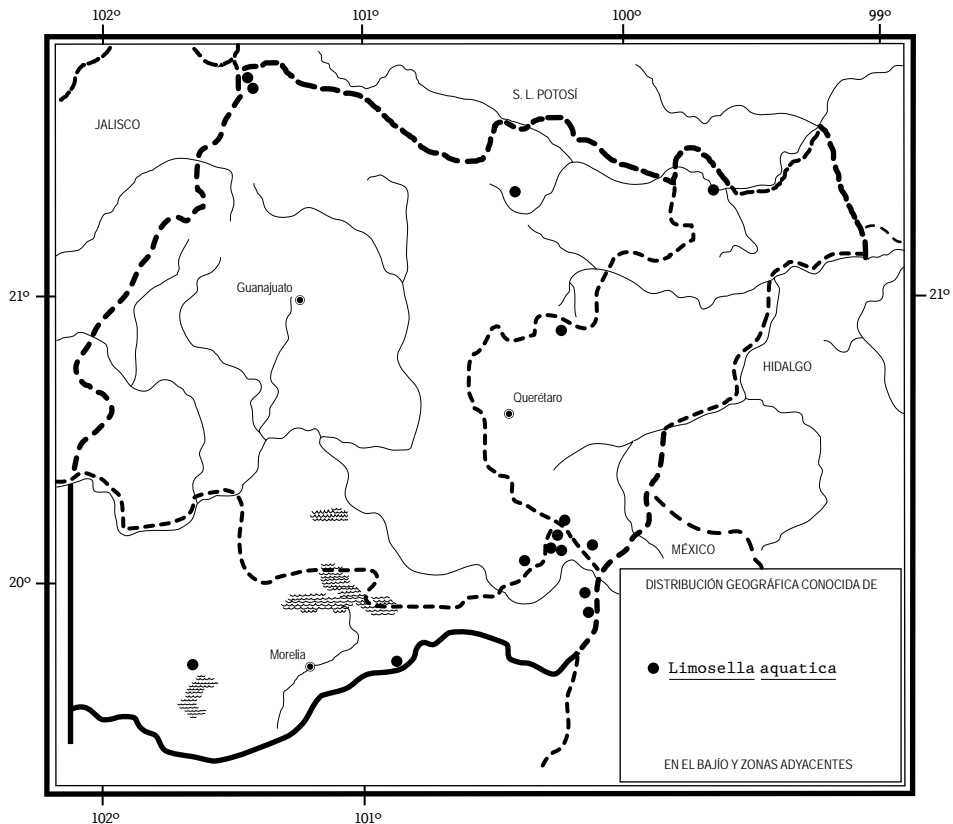 102º 101º 100º 99º
S. L. POTOSÍ
JALISCO
Guanajuato
21º 21º
HIDALGO
Querétaro
MÉXICO
20º
DISTRIBUCIÓN GEOGRÁFICA CONOCIDA DE
Morelia
Limosella aquatica
EN EL BAJÍO Y ZONAS ADYACENTES
102º 101º